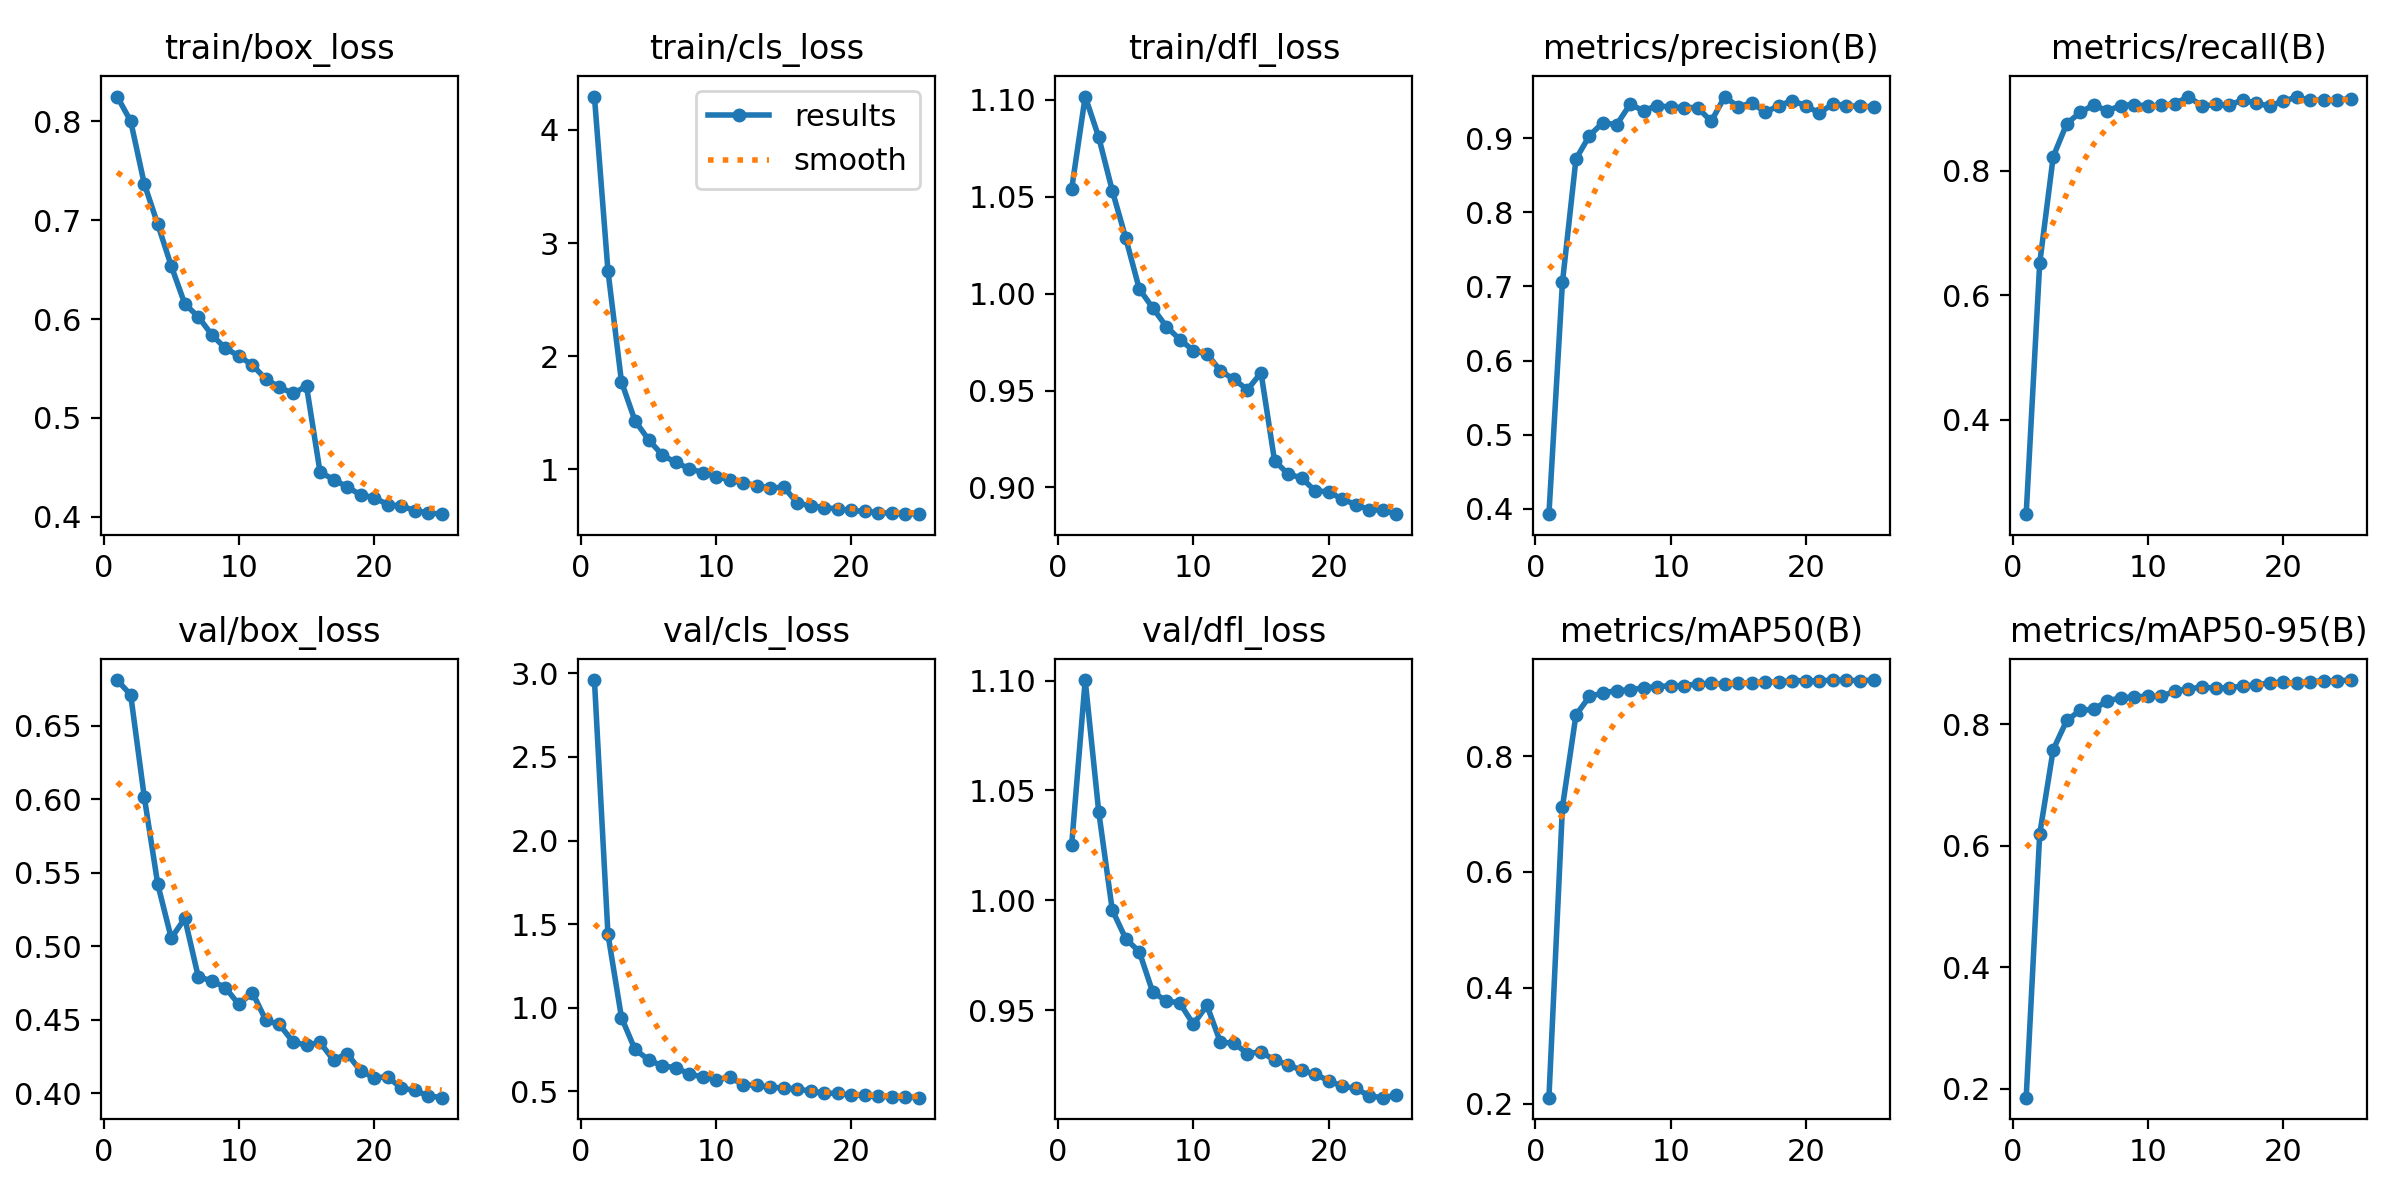 train/box_loss
0.8
0.7
0.6
0.5
0.4
0 10 20
train/cls_loss
results
smooth
4
3
2
1
0 10 20
train/dfl_loss
1.10
1.05
1.00
0.95
0.90
0 10 20
metrics/precision(B)
0.9
0.8
0.7
0.6
0.5
0.4
0 10 20
metrics/recall(B)
0.8
0.6
0.4
0 10 20
val/box_loss
0.65
0.60
0.55
0.50
0.45
0.40
0 10 20
val/cls_loss
3.0
2.5
2.0
1.5
1.0
0.5
0 10 20
val/dfl_loss
1.10
1.05
1.00
0.95
0 10 20
metrics/mAP50(B)
0.8
0.6
0.4
0.2
0 10 20
metrics/mAP50-95(B)
0.8
0.6
0.4
0.2
0 10 20